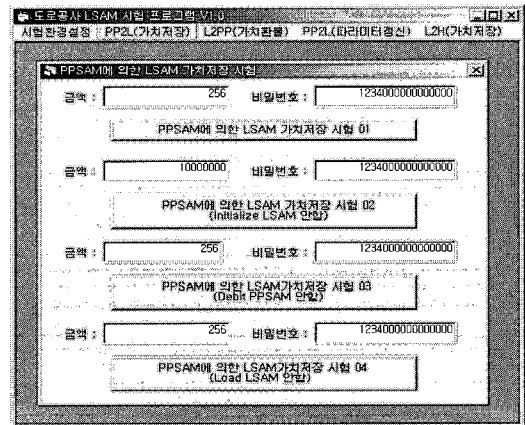 도로공사 LSAM 시험 프로그램 V1.0
시험환경설정 PP2L(가치저장) L2PP(가치환불) PP2L(파라미터갱신) L2H(가치저장)
PPSAM에 의한 LSAM 가치저장 시험
금액 : 256 비밀번호 : 1234000000000000
PPSAM에 의한 LSAM 가치저장 시험 01
금액 : 10000000 비밀번호 : 1234000000000000
PPSAM에 의한 LSAM 가치저장 시험 02
(Initialize LSAM 안함)
금액 : 256 비밀번호 : 1234000000000000
PPSAM에 의한 LSAM가치저장 시험 03
(Debit PPSAM 안함)
금액 : 256 비밀번호 : 1234000000000000
PPSAM에 의한 LSAM가치저장 시험 04
(Load LSAM 안함)